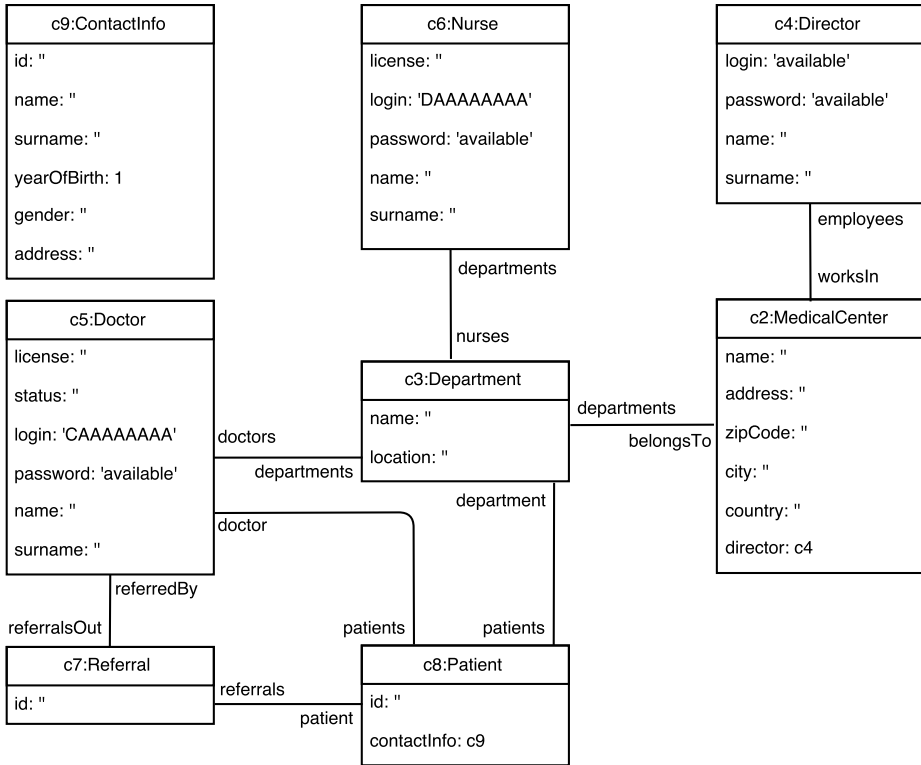 c9:ContactInfo
id: ''
name: ''
surname: ''
yearOfBirth: 1
gender: ''
address: ''
c6:Nurse
license: ''
login: 'DAAAAAAAA'
password: 'available'
name: ''
surname: ''
c4:Director
login: 'available'
password: 'available'
name: ''
surname: ''
employees
worksIn
departments
nurses
c5:Doctor
license: ''
status: ''
login: 'CAAAAAAAA'
password: 'available'
name: ''
surname: ''
doctors
departments
doctor
c3:Department
name: ''
location: ''
departments
belongsTo
department
c2:MedicalCenter
name: ''
address: ''
zipCode: ''
city: ''
country: ''
director: c4
referredBy
referralsOut
patients
patients
c7:Referral
id: ''
referrals
patient
c8:Patient
id: ''
contactInfo: c9